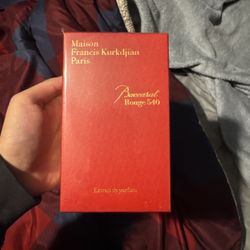 Maison
Francis Kurkdjian
Paris
Baccarat
Rouge 540
Extrait de parfum